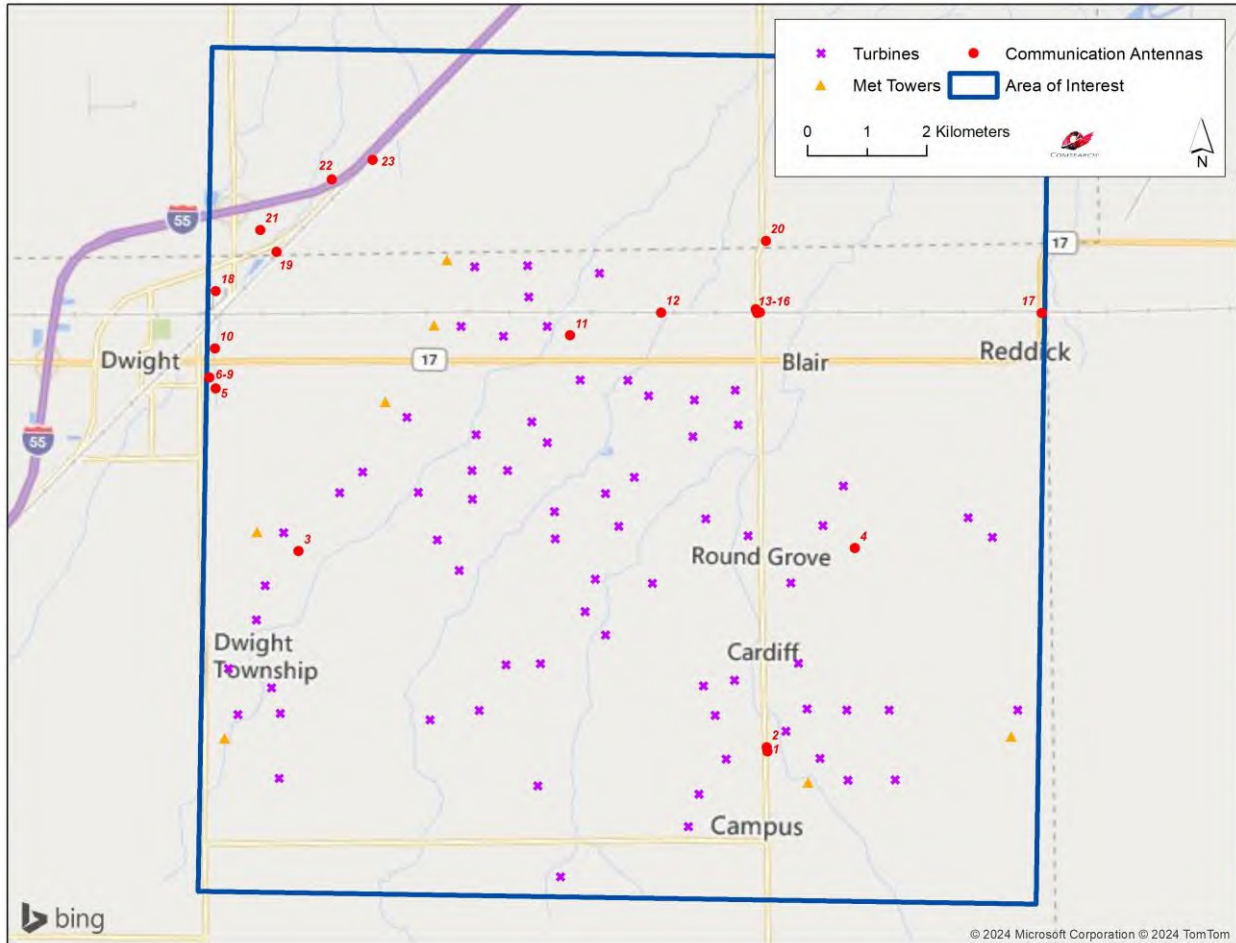 Turbines
Communication Antennas
Met Towers
Area of Interest
0 1 2 Kilometers
COMSEARCH
N
23
22
55
21
20
19
17
18
13-16
12
17
11
10
Dwight
17
Blair
Reddick
6-9
5
55
3
4
Round Grove
Dwight
Township
Cardiff
2
1
Campus
bing
© 2024 Microsoft Corporation © 2024 TomTom